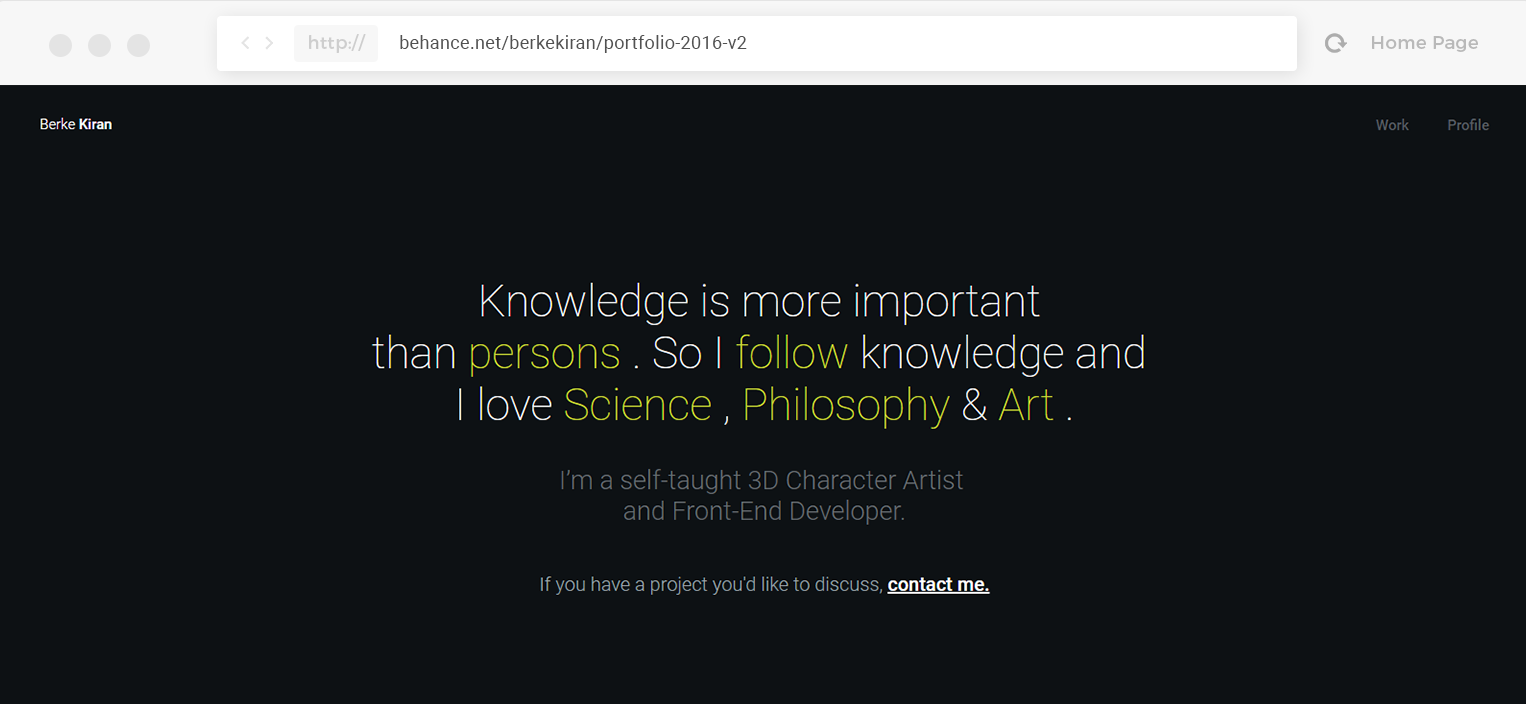 http:// behance.net/berkekiran/portfolio-2016-v2 Home Page
Berke Kiran Work Profile
Knowledge is more important
than persons . So I follow knowledge and
I love Science , Philosophy & Art .
I’m a self-taught 3D Character Artist
and Front-End Developer.
If you have a project you'd like to discuss, contact me.